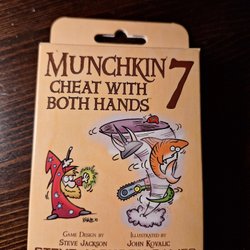 MUNCHKIN 7
CHEAT WITH
BOTH HANDS
GAME DESIGN BY
STEVE JACKSON
ILLUSTRATED BY
JOHN KOVALIC